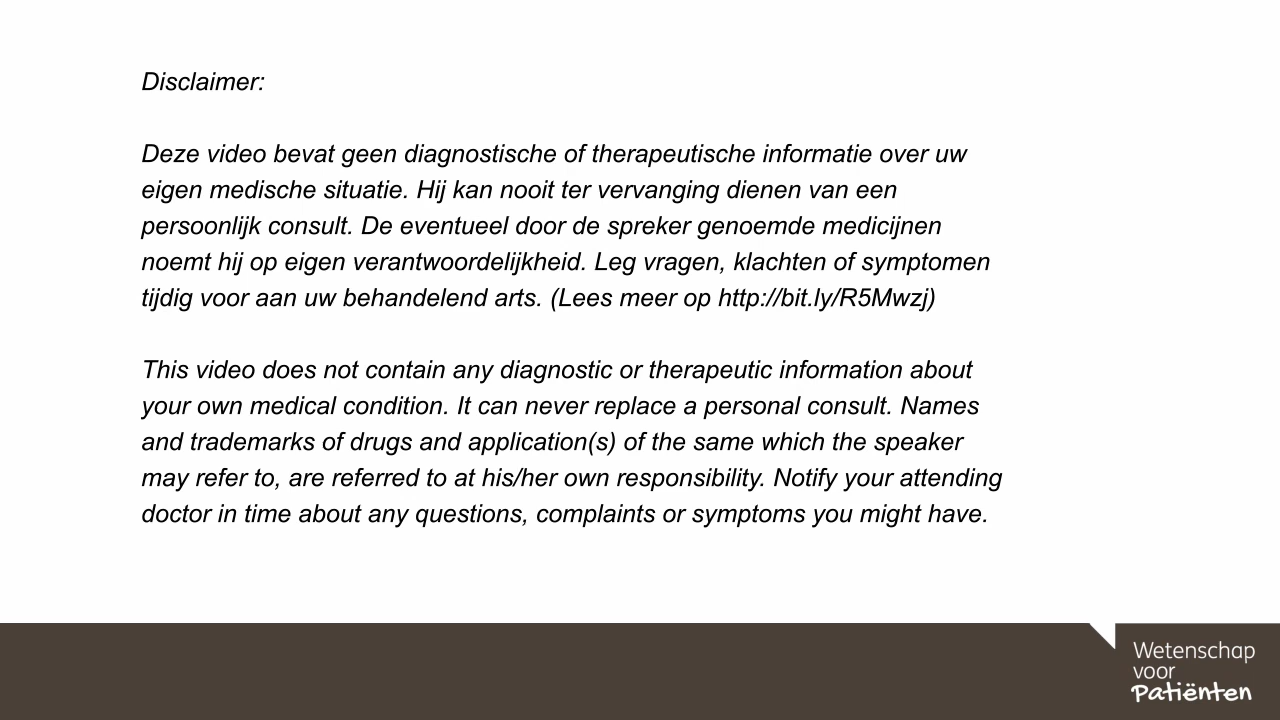 Disclaimer:
Deze video bevat geen diagnostische of therapeutische informatie over uw
eigen medische situatie. Hij kan nooit ter vervanging dienen van een
persoonlijk consult. De eventueel door de spreker genoemde medicijnen
noemt hij op eigen verantwoordelijkheid. Leg vragen, klachten of symptomen
tijdig voor aan uw behandelend arts. (Lees meer op http://bit.ly/R5Mwzj)
This video does not contain any diagnostic or therapeutic information about
your own medical condition. It can never replace a personal consult. Names
and trademarks of drugs and application(s) of the same which the speaker
may refer to, are referred to at his/her own responsibility. Notify your attending
doctor in time about any questions, complaints or symptoms you might have.
Wetenschap
voor
Patiënten